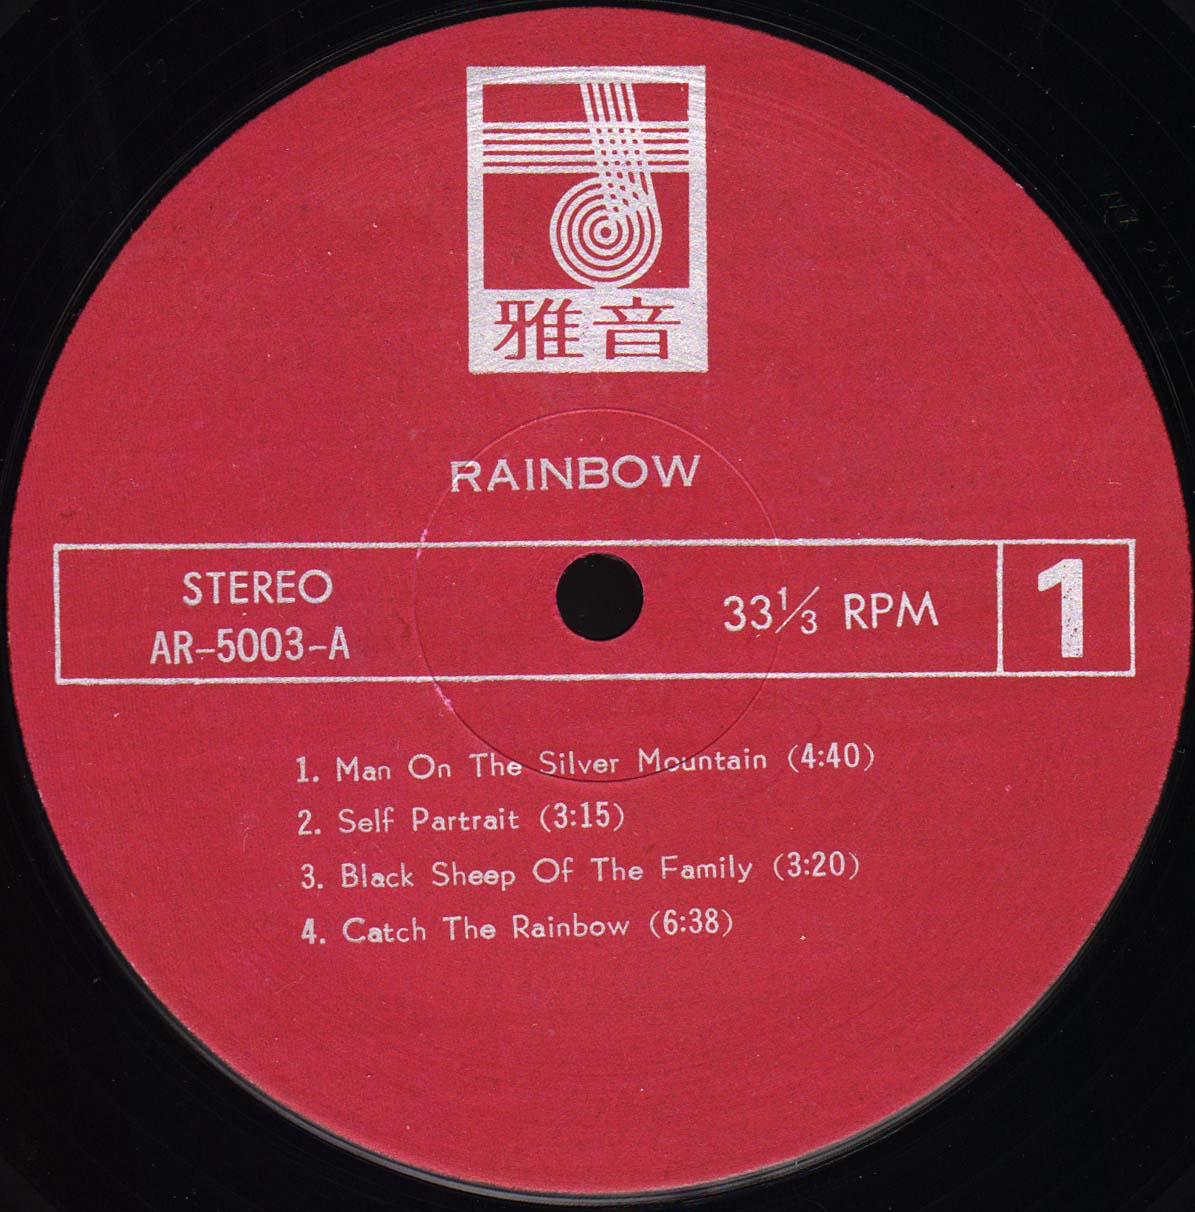 雅音
RAINBOW
STEREO
AR-5003-A
33⅓ RPM
1
1. Man On The Silver Mountain (4:40)
2. Self Partrait (3:15)
3. Black Sheep Of The Family (3:20)
4. Catch The Rainbow (6:38)